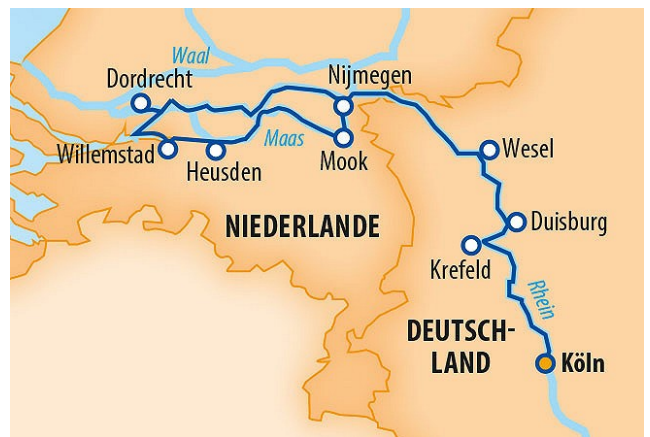 Waal
Dordrecht
Nijmegen
Willemstad
Heusden
Maas
Mook
Wesel
NIEDERLANDE
Duisburg
Krefeld
Rhein
DEUTSCH-
LAND
Köln